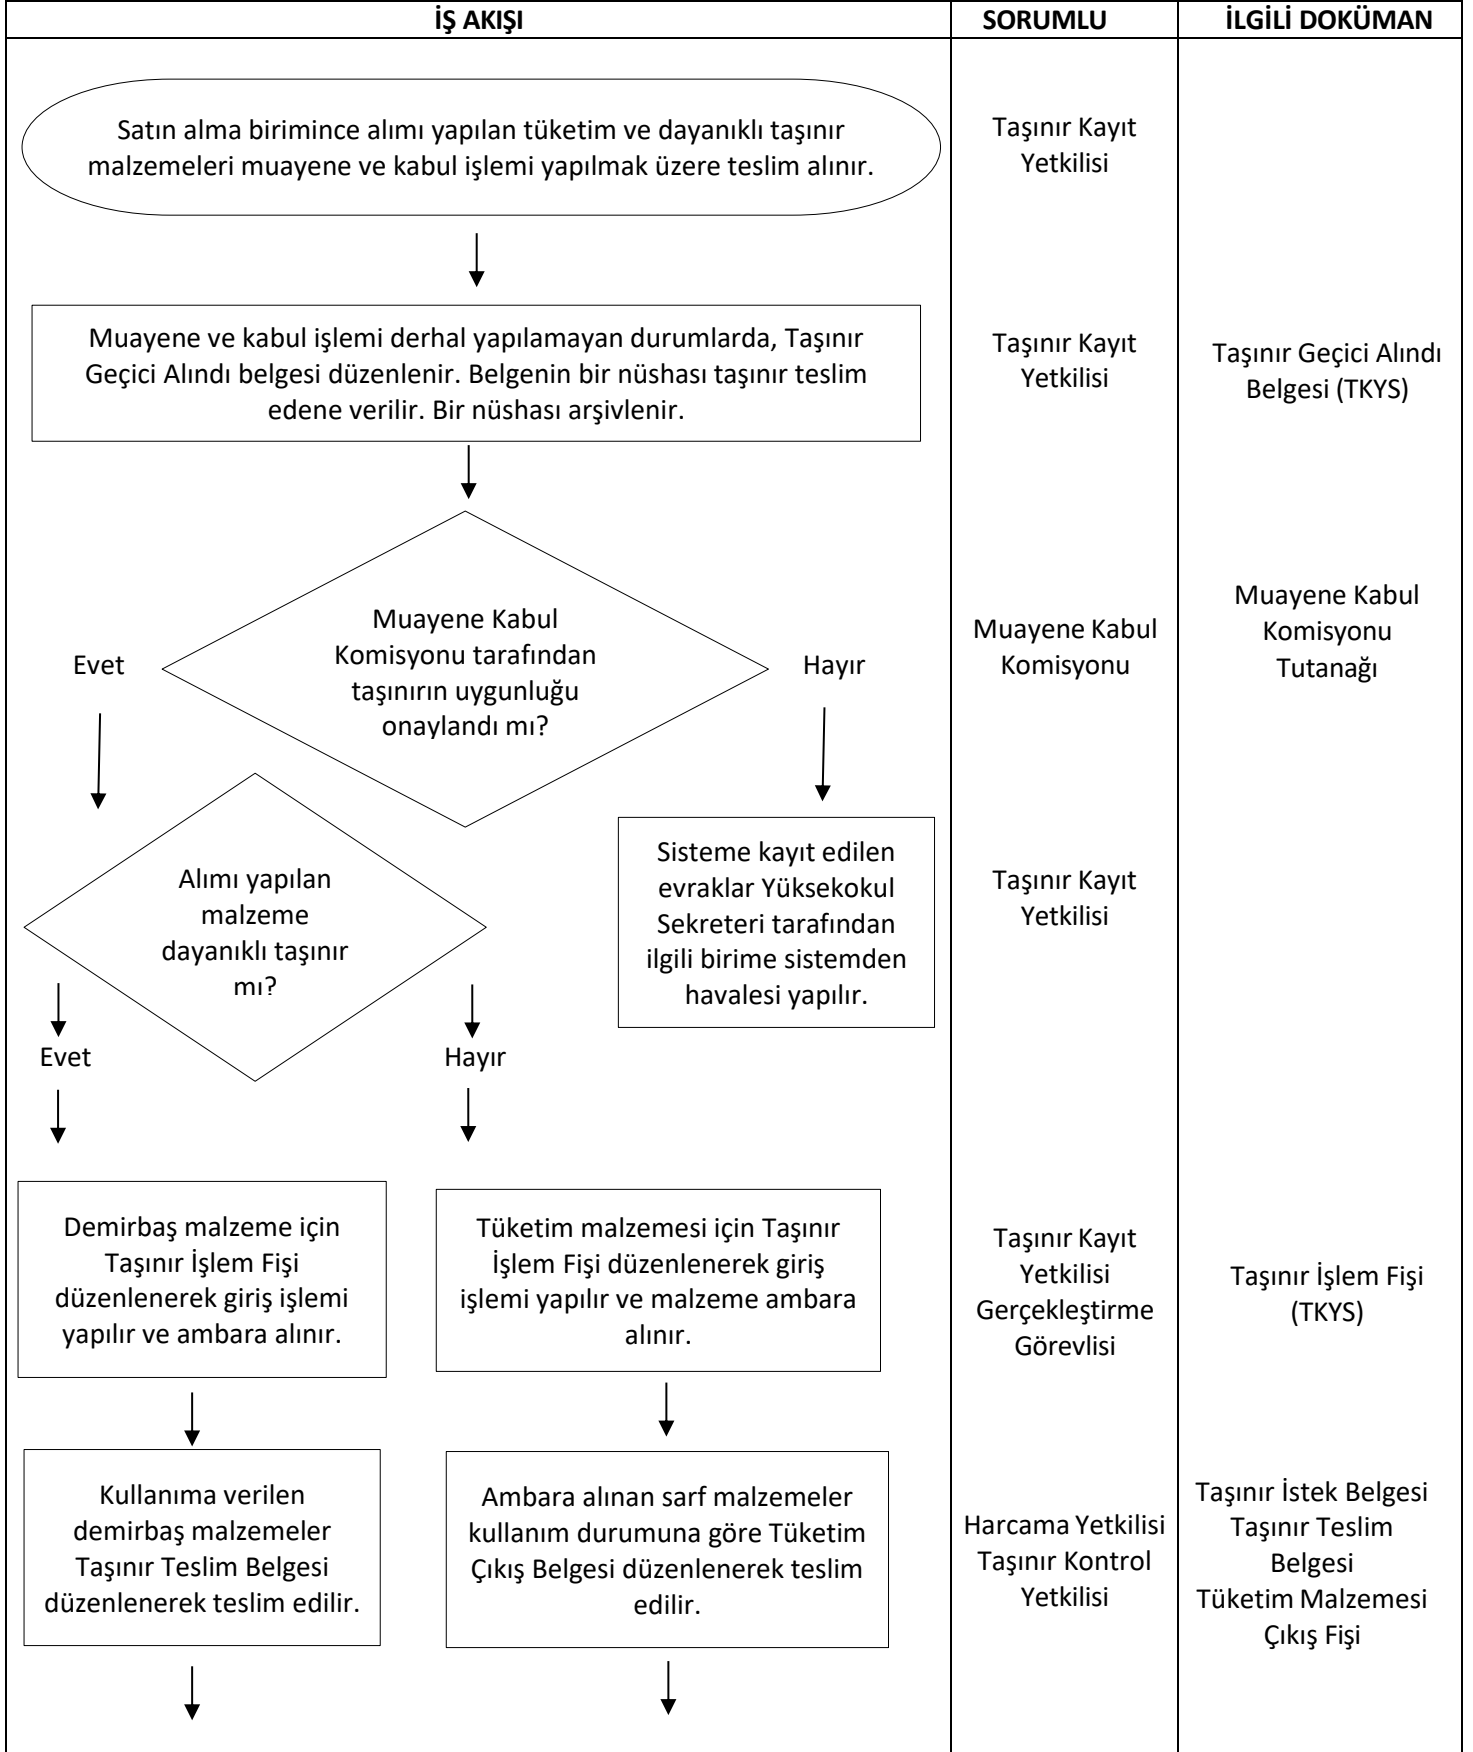 İŞ AKIŞI
SORUMLU
İLGİLİ DOKÜMAN
Satın alma birimince alımı yapılan tüketim ve dayanıklı taşınır
malzemeleri muayene ve kabul işlemi yapılmak üzere teslim alınır.
Taşınır Kayıt
Yetkilisi
Muayene ve kabul işlemi derhal yapılamayan durumlarda, Taşınır
Geçici Alındı belgesi düzenlenir. Belgenin bir nüshası taşınır teslim
edene verilir. Bir nüshası arşivlenir.
Taşınır Kayıt
Yetkilisi
Taşınır Geçici Alındı
Belgesi (TKYS)
Muayene Kabul
Komisyonu tarafından
taşınırın uygunluğu
onaylandı mı?
Evet
Hayır
Muayene Kabul
Komisyonu
Muayene Kabul
Komisyonu
Tutanağı
Alımı yapılan
malzeme
dayanıklı taşınır
mı?
Sisteme kayıt edilen
evraklar Yüksekokul
Sekreteri tarafından
ilgili birime sistemden
havalesi yapılır.
Taşınır Kayıt
Yetkilisi
Evet
Hayır
Demirbaş malzeme için
Taşınır İşlem Fişi
düzenlenerek giriş işlemi
yapılır ve ambara alınır.
Tüketim malzemesi için Taşınır
İşlem Fişi düzenlenerek giriş
işlemi yapılır ve malzeme ambara
alınır.
Taşınır Kayıt
Yetkilisi
Gerçekleştirme
Görevlisi
Taşınır İşlem Fişi
(TKYS)
Kullanıma verilen
demirbaş malzemeler
Taşınır Teslim Belgesi
düzenlenerek teslim edilir.
Ambara alınan sarf malzemeler
kullanım durumuna göre Tüketim
Çıkış Belgesi düzenlenerek teslim
edilir.
Harcama Yetkilisi
Taşınır Kontrol
Yetkilisi
Taşınır İstek Belgesi
Taşınır Teslim
Belgesi
Tüketim Malzemesi
Çıkış Fişi